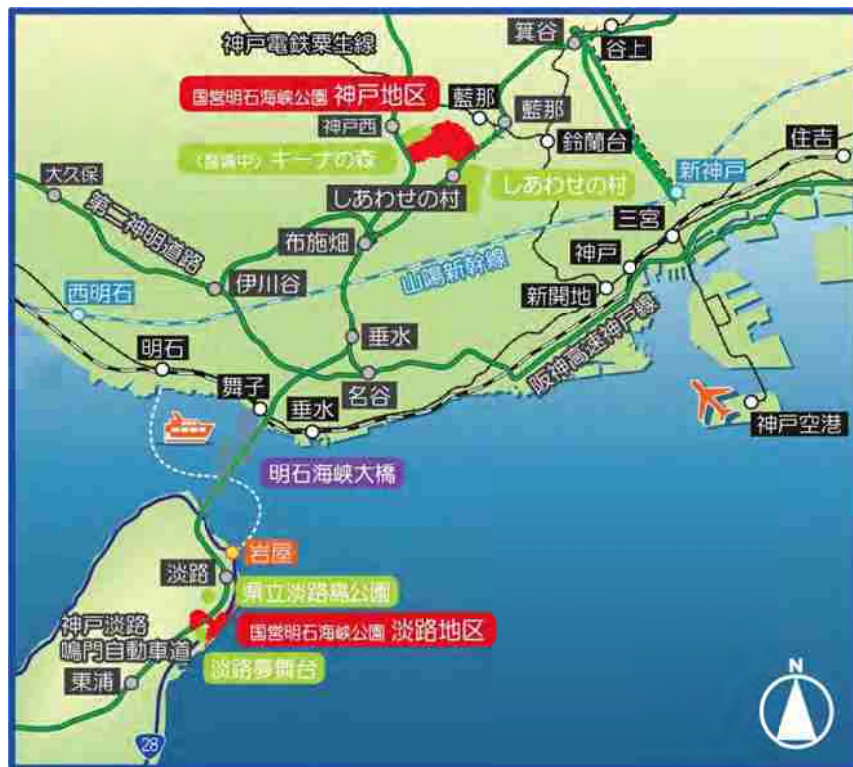 神戸電鉄粟生線
箕谷
谷上
国営明石海峡公園 神戸地区
藍那
藍那
神戸西
鈴蘭台
住吉
(整備中) キーナの森
しあわせの村
しあわせの村
新神戸
大久保
第二神明道路
布施畑
三宮
神戸
伊川谷
山陽新幹線
新開地
西明石
垂水
明石
名谷
阪神高速神戸線
舞子
垂水
神戸空港
明石海峡大橋
岩屋
淡路
県立淡路島公園
神戸淡路
鳴門自動車道
国営明石海峡公園 淡路地区
淡路夢舞台
東浦
28
N